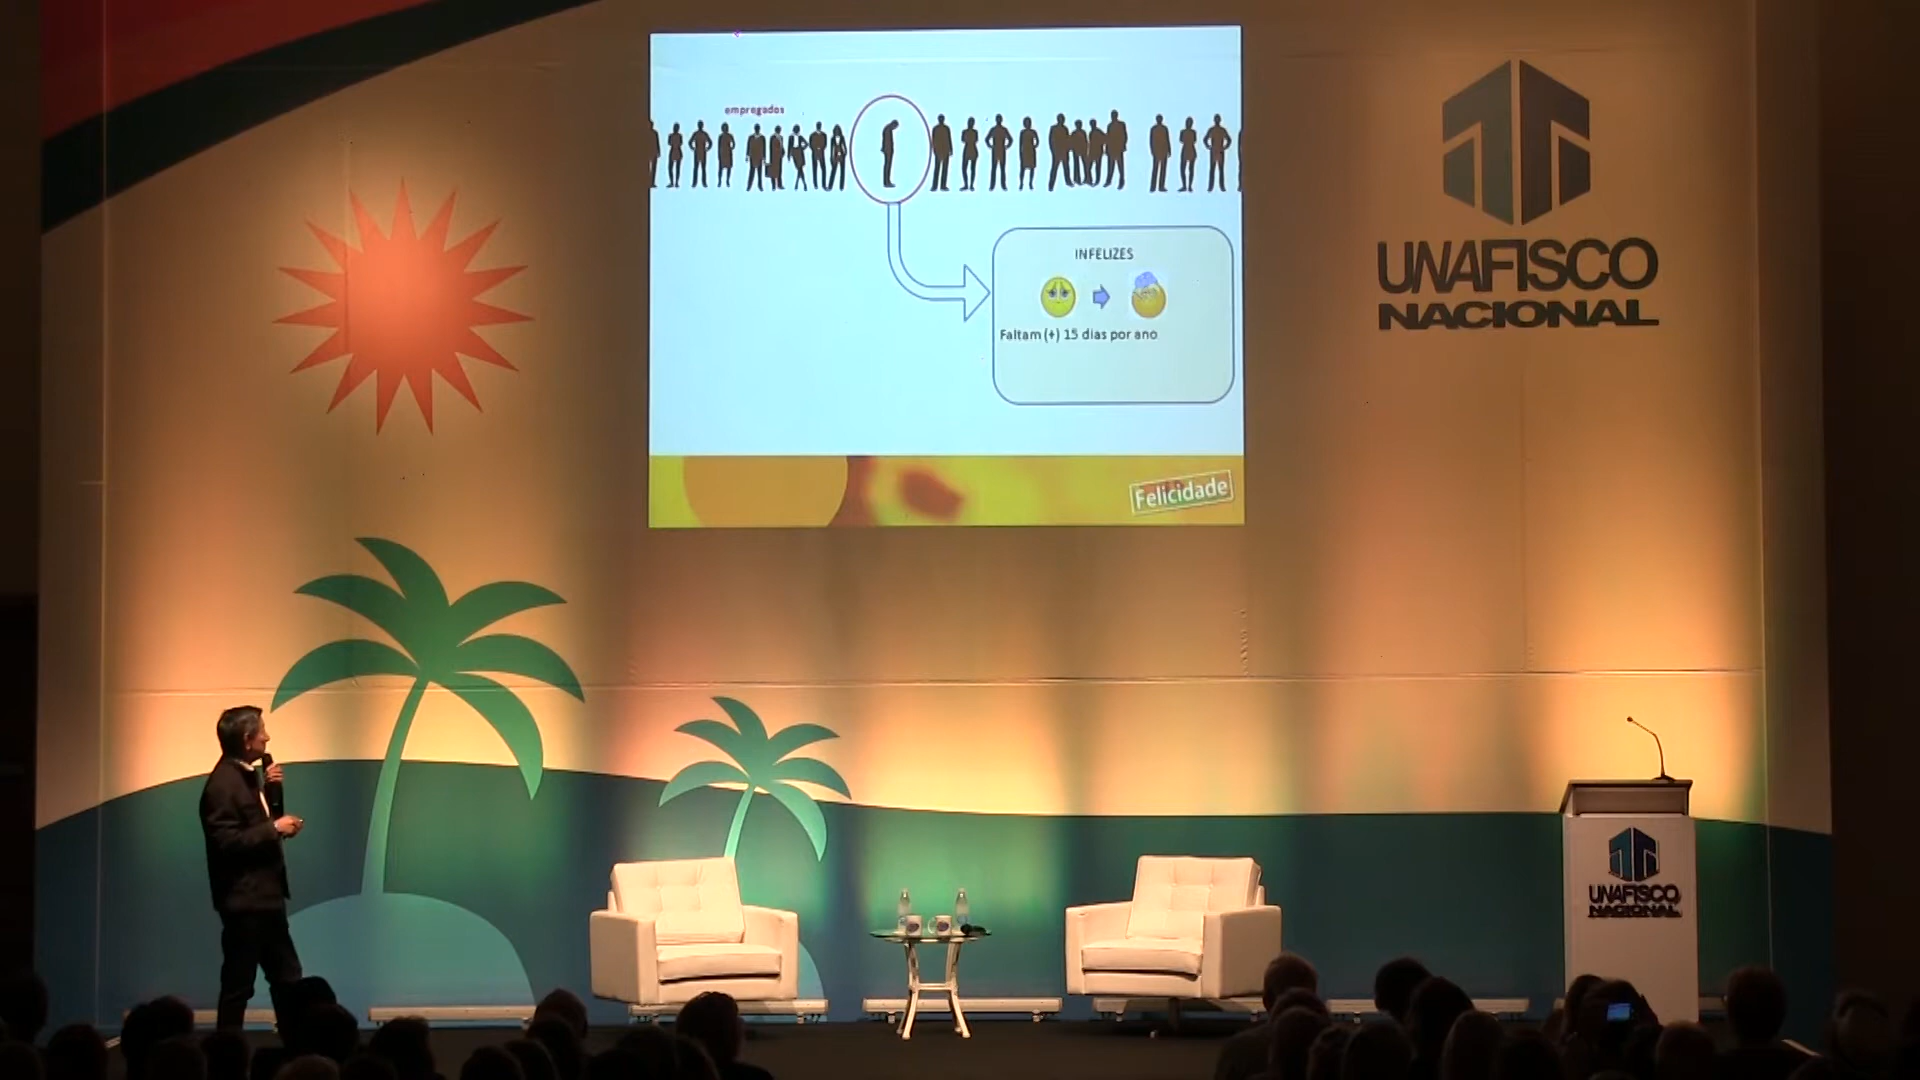 empregados
INFELIZES
Faltam (+) 15 dias por ano
Felicidade
UNAFISCO
NACIONAL
UNAFISCO
NACIONAL